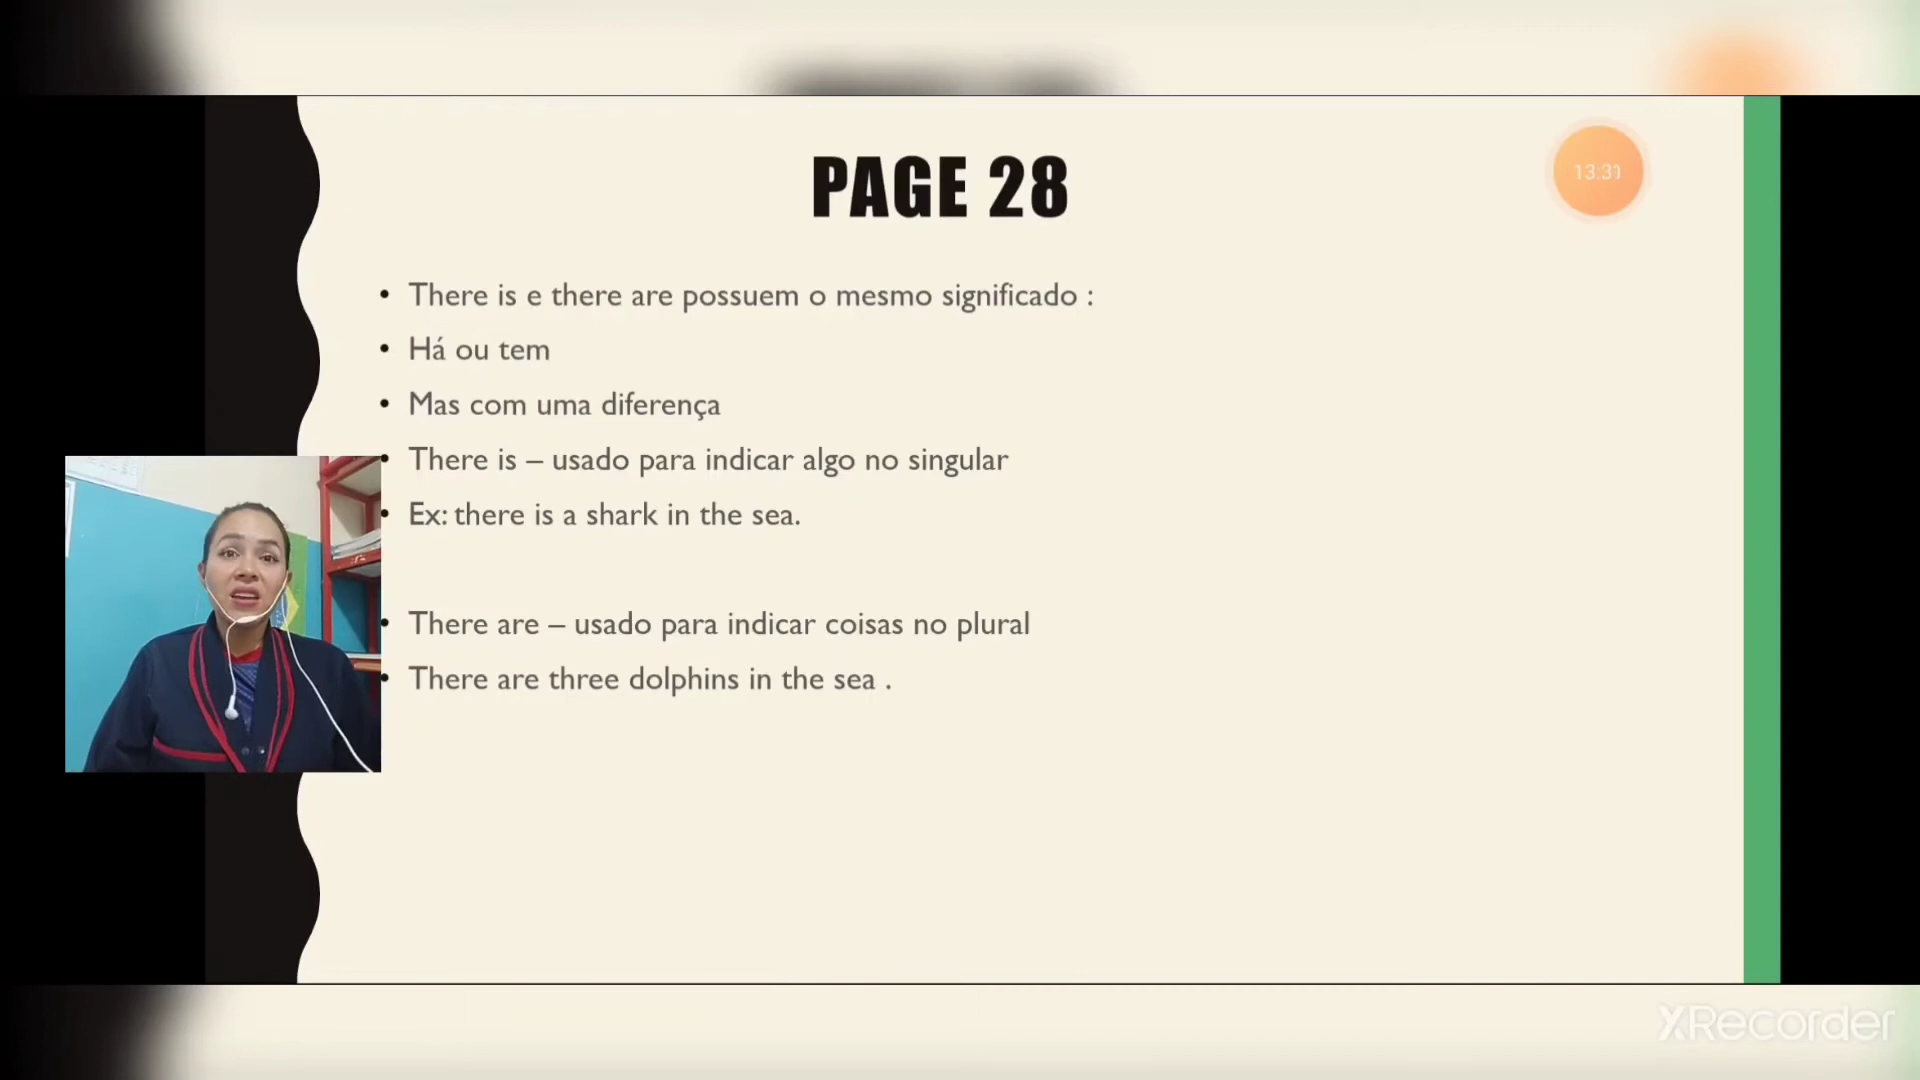 PAGE 28
13:31
• There is e there are possuem o mesmo significado :
• Há ou tem
• Mas com uma diferença
• There is – usado para indicar algo no singular
• Ex: there is a shark in the sea.
• There are – usado para indicar coisas no plural
• There are three dolphins in the sea .
XRecorder